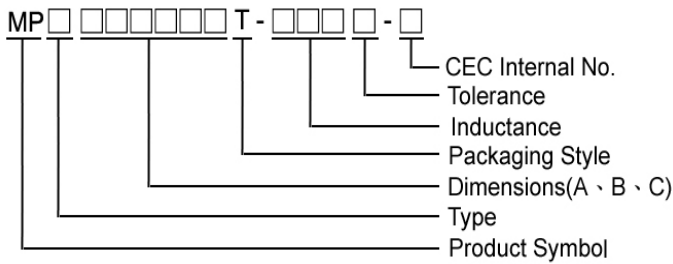 MP□ □□□□□□ T - □□□ □ - □
CEC Internal No.
Tolerance
Inductance
Packaging Style
Dimensions(A、B、C)
Type
Product Symbol